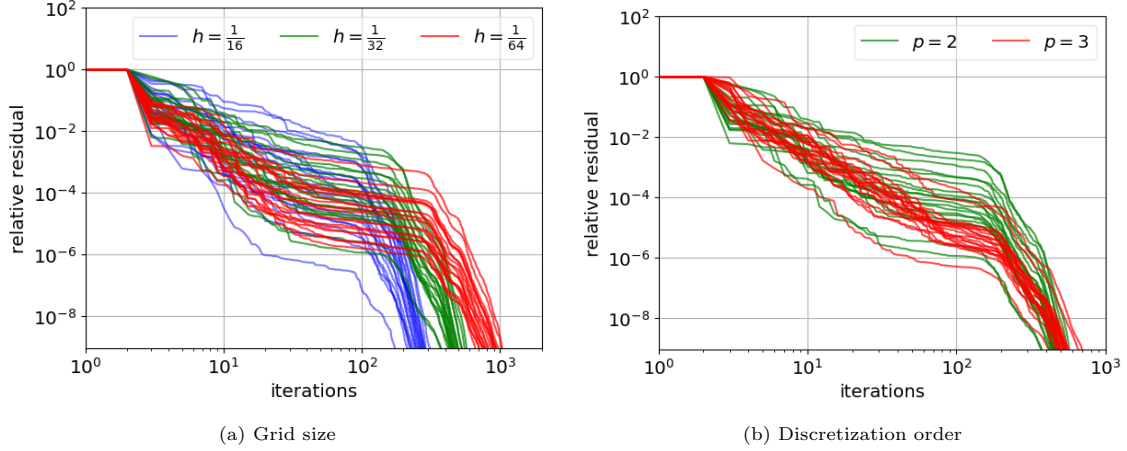 h = 1/16 h = 1/32 h = 1/64
10^2
10^0
10^-2
10^-4
10^-6
10^-8
relative residual
10^0 10^1 10^2 10^3
iterations
(a) Grid size
p = 2 p = 3
10^2
10^0
10^-2
10^-4
10^-6
10^-8
relative residual
10^0 10^1 10^2 10^3
iterations
(b) Discretization order